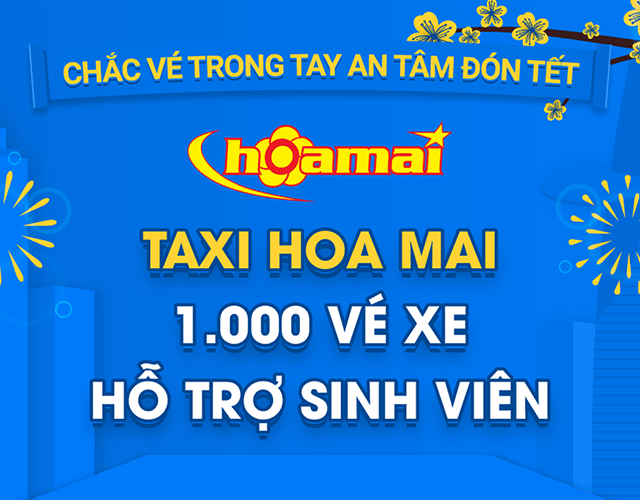 CHẮC VÉ TRONG TAY AN TÂM ĐÓN TẾT
hoamai
TAXI HOA MAI
1.000 VÉ XE
HỖ TRỢ SINH VIÊN